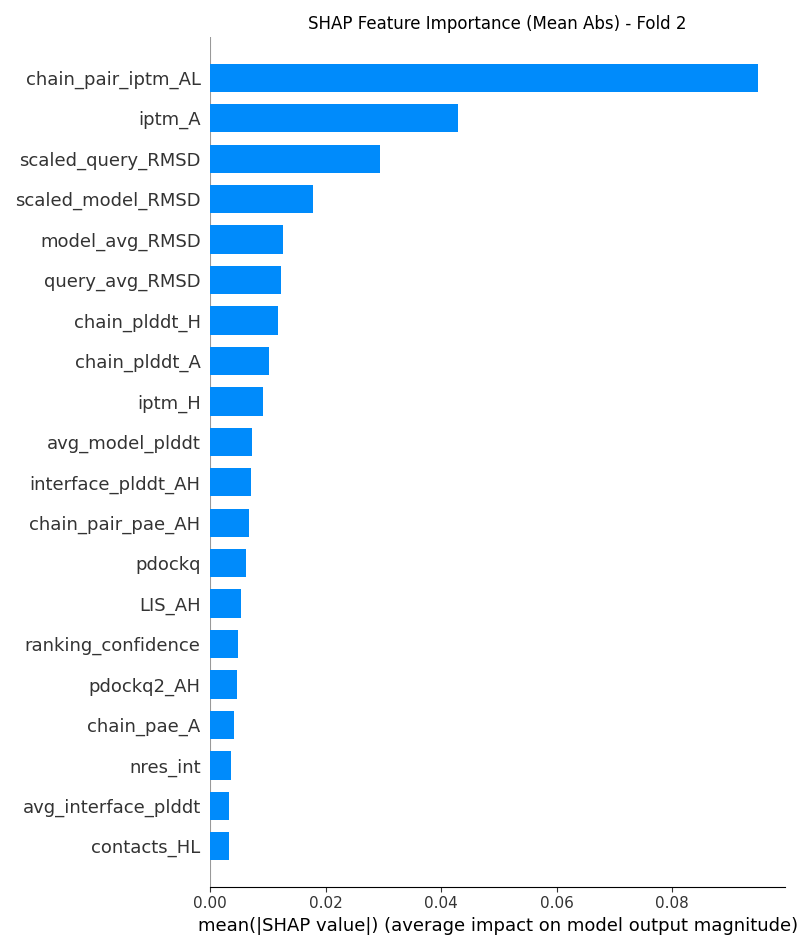 SHAP Feature Importance (Mean Abs) - Fold 2
chain_pair_iptm_AL
iptm_A
scaled_query_RMSD
scaled_model_RMSD
model_avg_RMSD
query_avg_RMSD
chain_plddt_H
chain_plddt_A
iptm_H
avg_model_plddt
interface_plddt_AH
chain_pair_pae_AH
pdockq
LIS_AH
ranking_confidence
pdockq2_AH
chain_pae_A
nres_int
avg_interface_plddt
contacts_HL
0.00 0.02 0.04 0.06 0.08
mean(|SHAP value|) (average impact on model output magnitude)